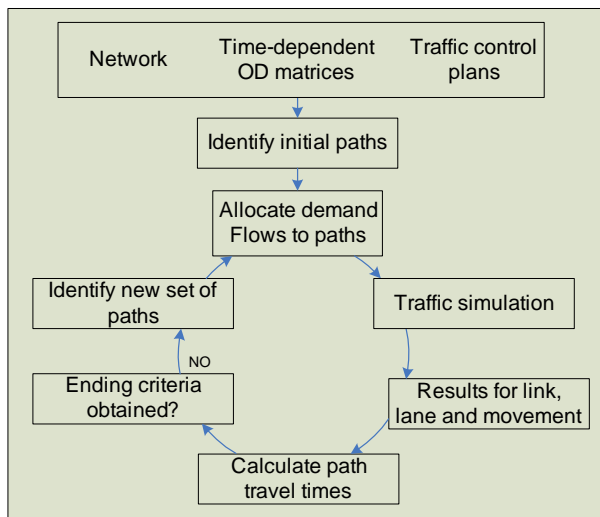 Network
Time-dependent
OD matrices
Traffic control
plans
Identify initial paths
Allocate demand
Flows to paths
Traffic simulation
Results for link,
lane and movement
Calculate path
travel times
Ending criteria
obtained?
NO
Identify new set of
paths